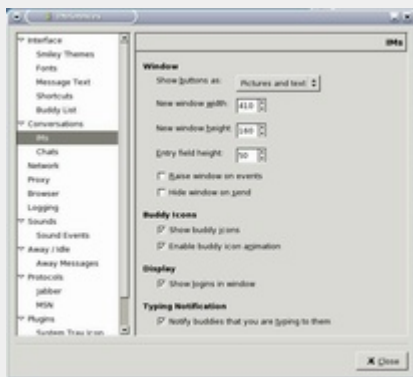 Preferences
Interface
Smiley Themes
Fonts
Message Text
Shortcuts
Buddy List
Conversations
IMs
Chats
Network
Proxy
Browser
Logging
Sounds
Sound Events
Away / Idle
Away Messages
Protocols
Jabber
MSN
Plugins
System Tray Icon
IMs
Window
Show buttons as: Pictures and text
New window width: 410
New window height: 160
Entry field height: 50
Raise window on events
Hide window on send
Buddy Icons
Show buddy icons
Enable buddy icon animation
Display
Show logins in window
Typing Notification
Notify buddies that you are typing to them
Close